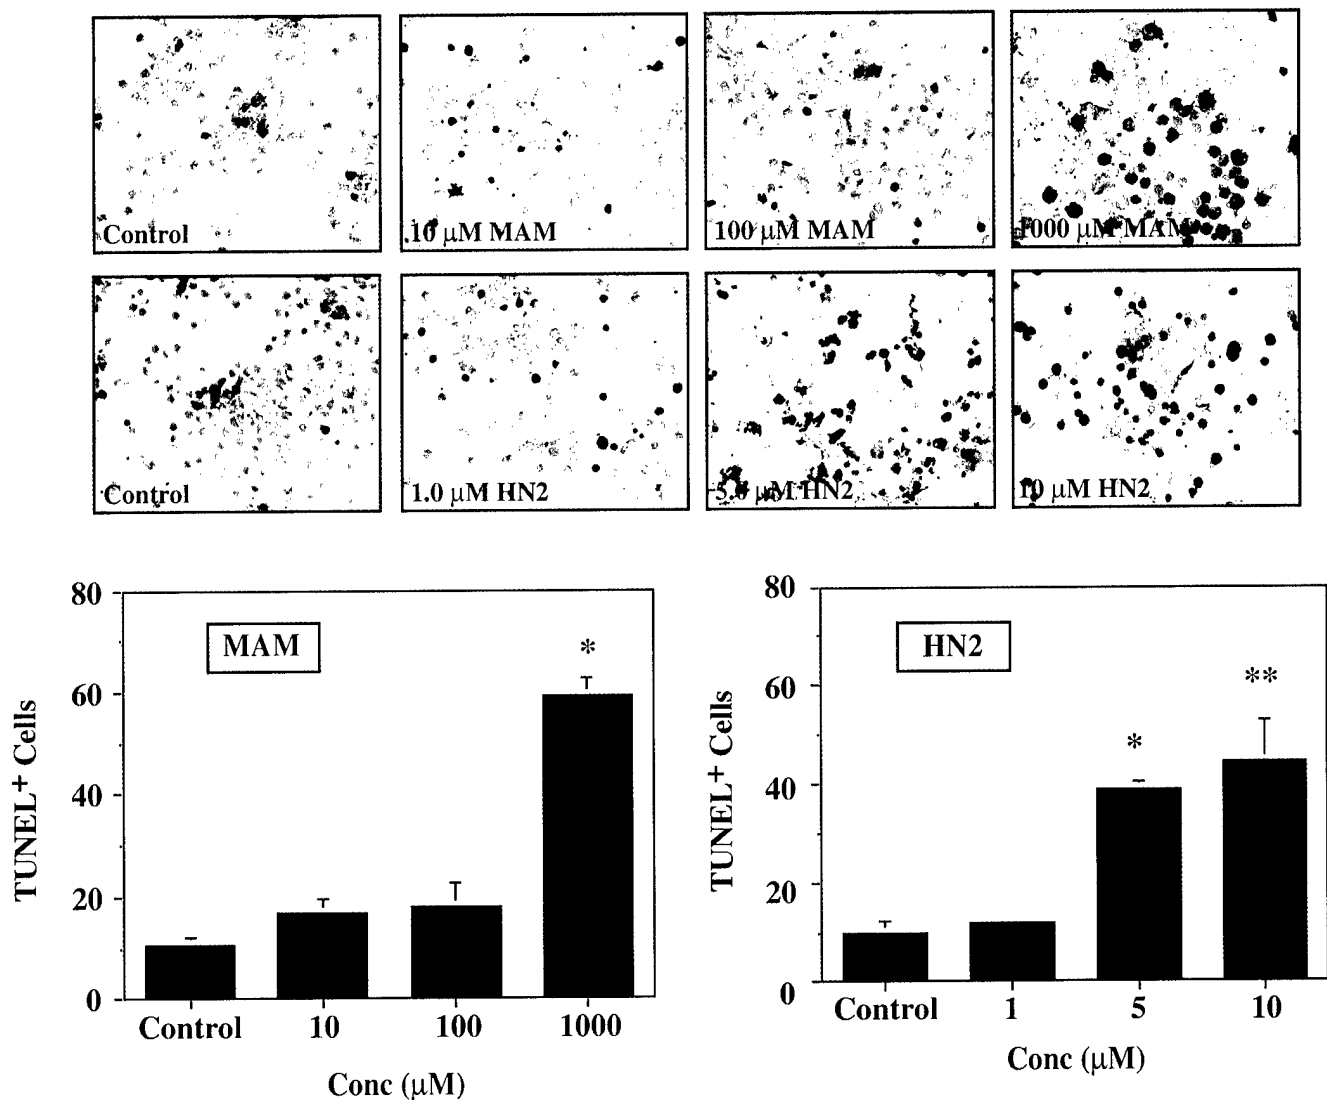 Control
10 μM MAM
100 μM MAM
1000 μM MAM
Control
1.0 μM HN2
5.0 μM HN2
10 μM HN2
80
60
40
20
0
TUNEL+ Cells
MAM
*
Control 10 100 1000
Conc (μM)
80
60
40
20
0
TUNEL+ Cells
HN2
*
**
Control 1 5 10
Conc (μM)